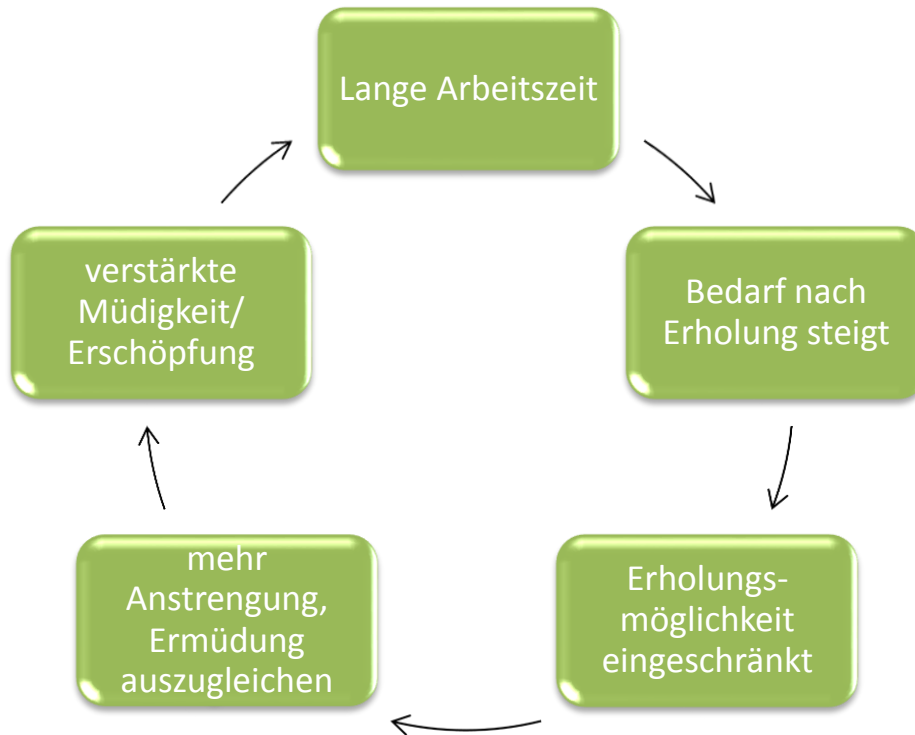 Lange Arbeitszeit
Bedarf nach
Erholung steigt
Erholungs-
möglichkeit
eingeschränkt
mehr
Anstrengung,
Ermüdung
auszugleichen
verstärkte
Müdigkeit/
Erschöpfung